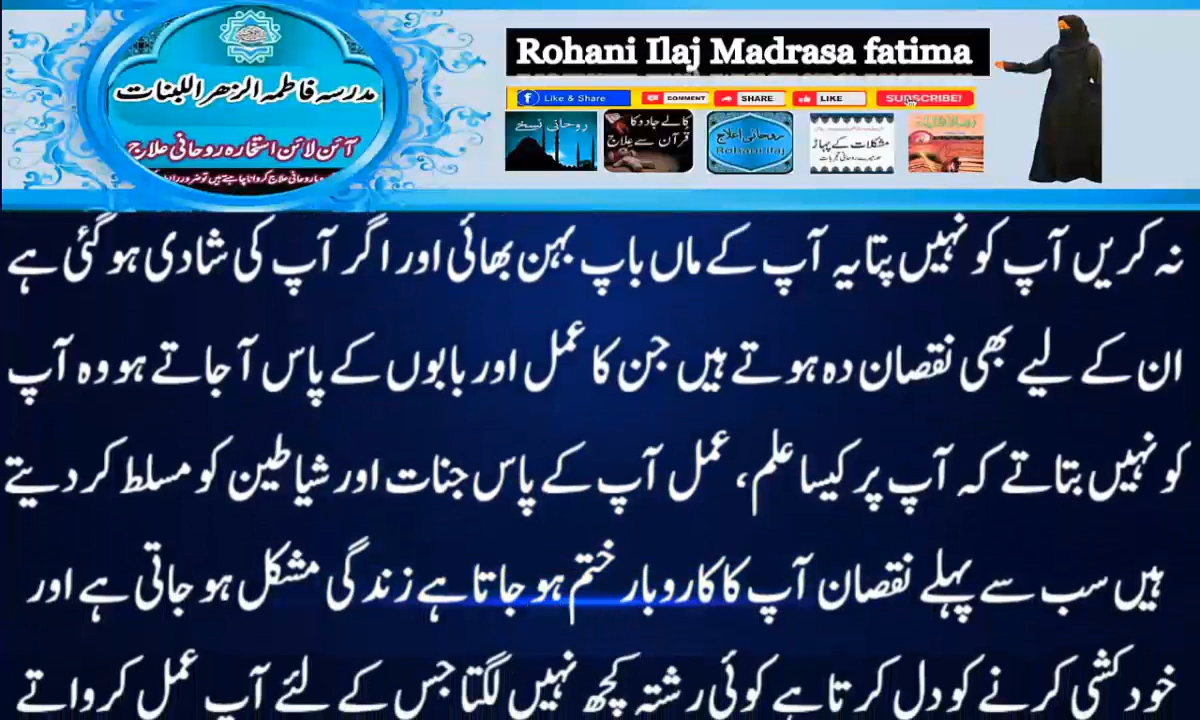 مدرسہ فاطمہ الزھرا للبنات
آئن لائن استخارہ روحانی علاج
Rohani Ilaj Madrasa fatima
Like & Share
COMMENT
SHARE
LIKE
SUBSCRIBE!
روحانی نسخے
کالے جادو کا
قرآن سے علاج
روحانی اعلاج
Rohani ilaj
مشکلات کے پہاڑ
نہ کریں آپ کو نہیں پتا یہ آپ کے ماں باپ بہن بھائی اور اگر آپ کی شادی ہو گئی ہے
ان کے لیے بھی نقصان دہ ہوتے ہیں جن کا عمل اور بابوں کے پاس آ جاتے ہو وہ آپ
کو نہیں بتاتے کہ آپ پر کیسا علم، عمل آپ کے پاس جنات اور شیاطین کو مسلط کر دیتے
ہیں سب سے پہلے نقصان آپ کا کاروبار ختم ہو جاتا ہے زندگی مشکل ہو جاتی ہے اور
خود کشی کرنے کو دل کرتا ہے کوئی رشتہ کچھ نہیں لگتا جس کے لئے آپ عمل کرواتے